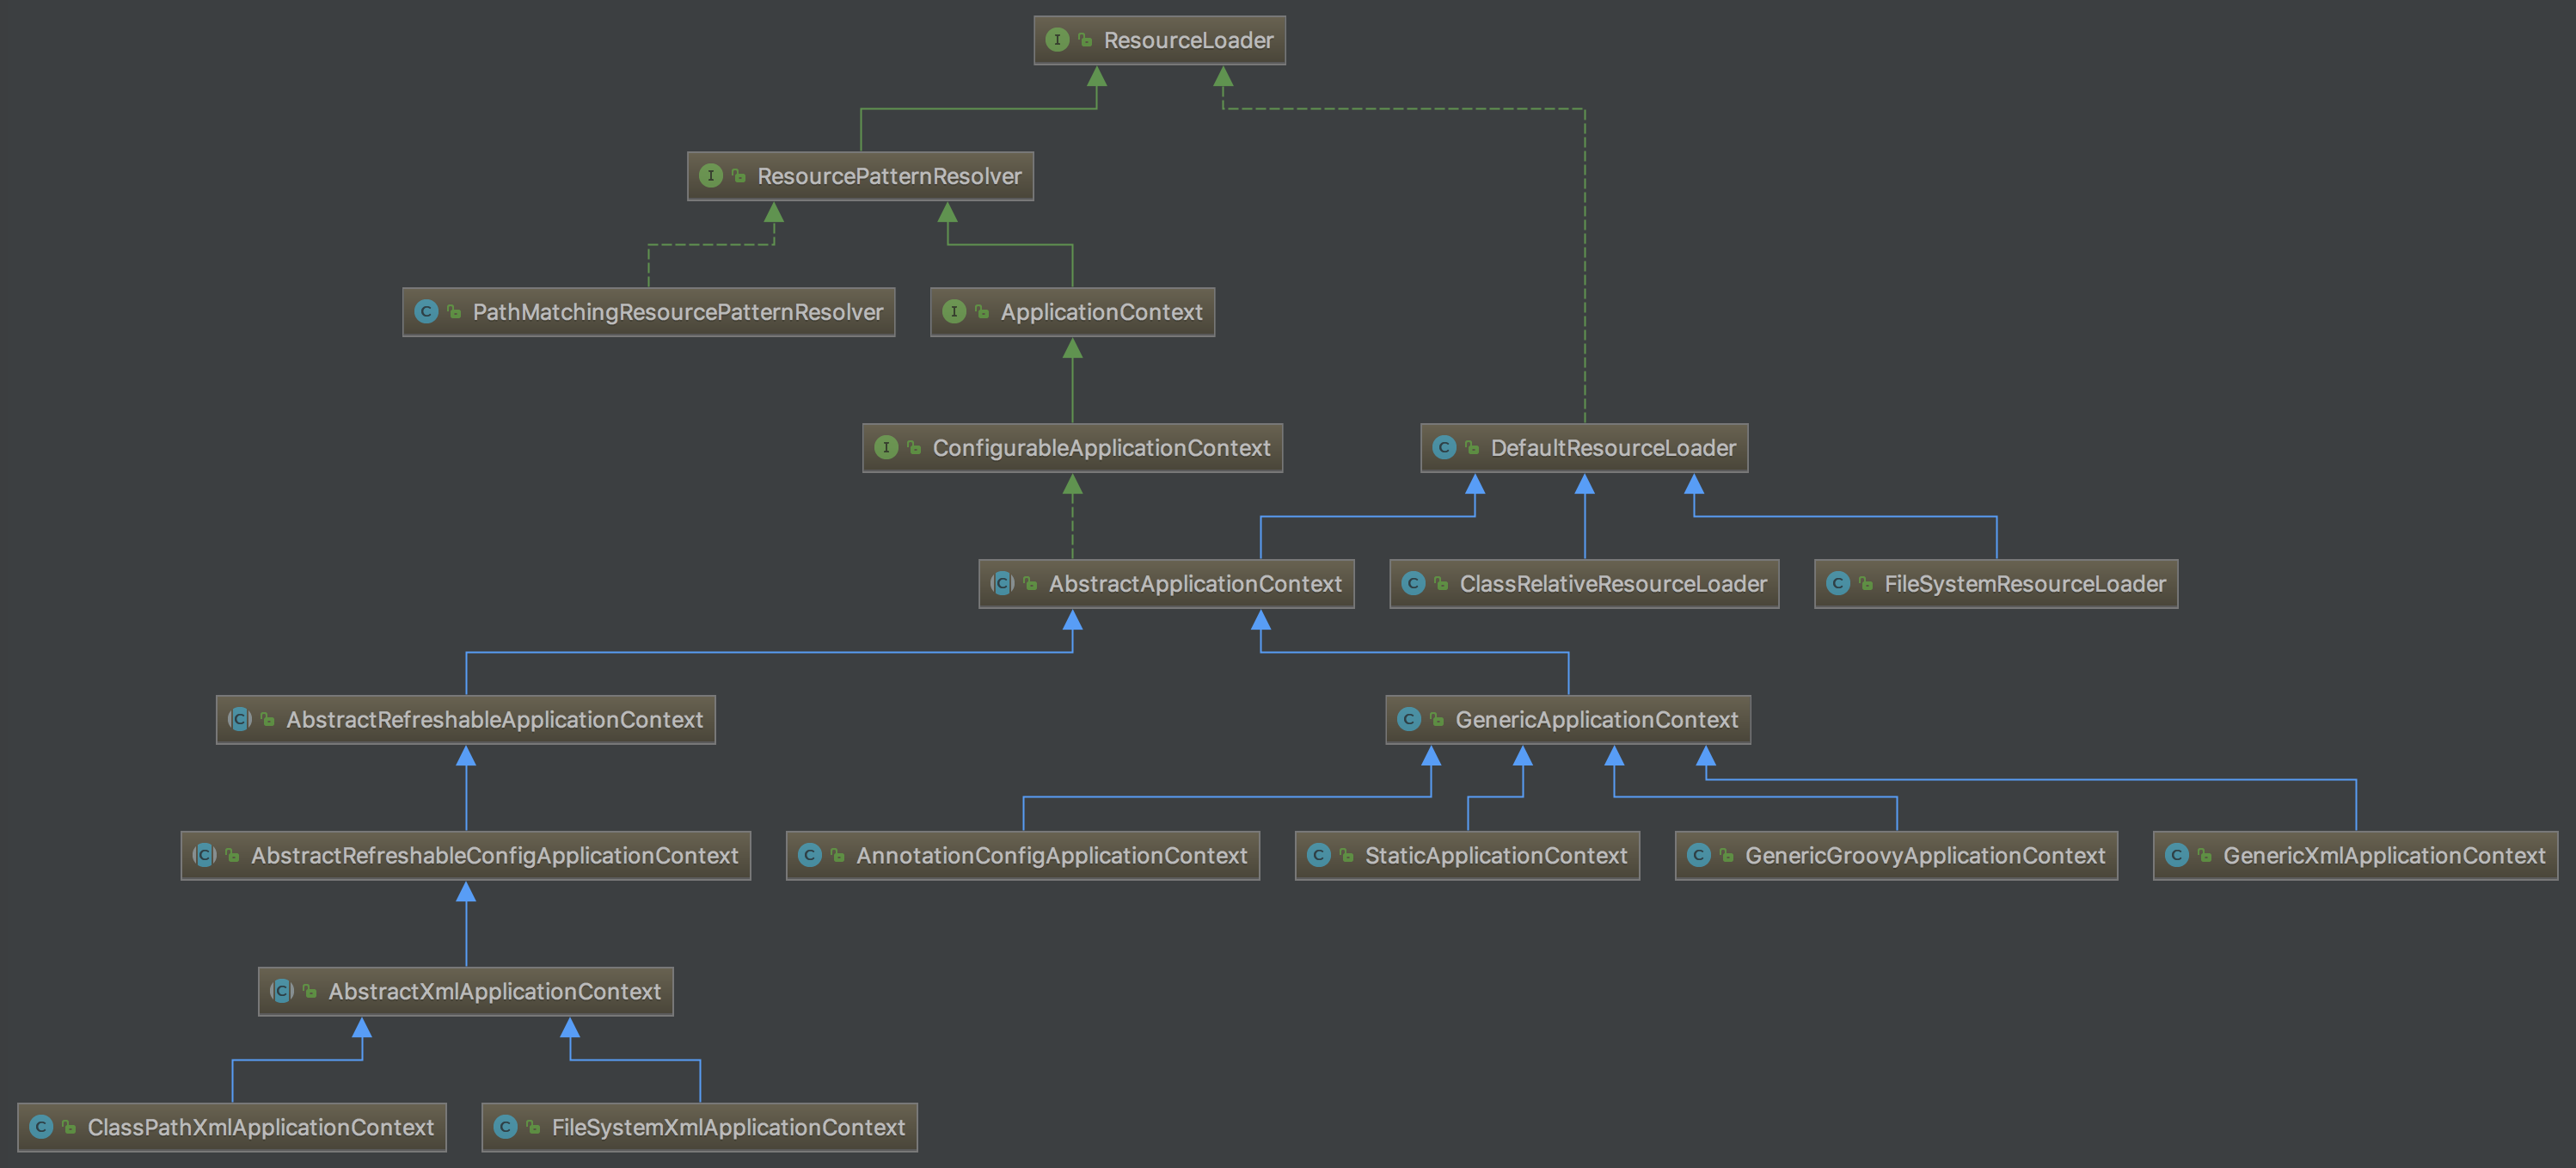 ResourceLoader
ResourcePatternResolver
PathMatchingResourcePatternResolver
ApplicationContext
ConfigurableApplicationContext
DefaultResourceLoader
AbstractApplicationContext
ClassRelativeResourceLoader
FileSystemResourceLoader
AbstractRefreshableApplicationContext
GenericApplicationContext
AbstractRefreshableConfigApplicationContext
AnnotationConfigApplicationContext
StaticApplicationContext
GenericGroovyApplicationContext
GenericXmlApplicationContext
AbstractXmlApplicationContext
ClassPathXmlApplicationContext
FileSystemXmlApplicationContext